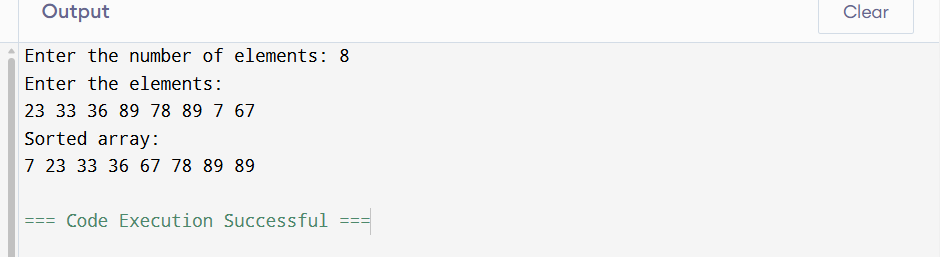 Output
Clear
Enter the number of elements: 8
Enter the elements:
23 33 36 89 78 89 7 67
Sorted array:
7 23 33 36 67 78 89 89
=== Code Execution Successful ===